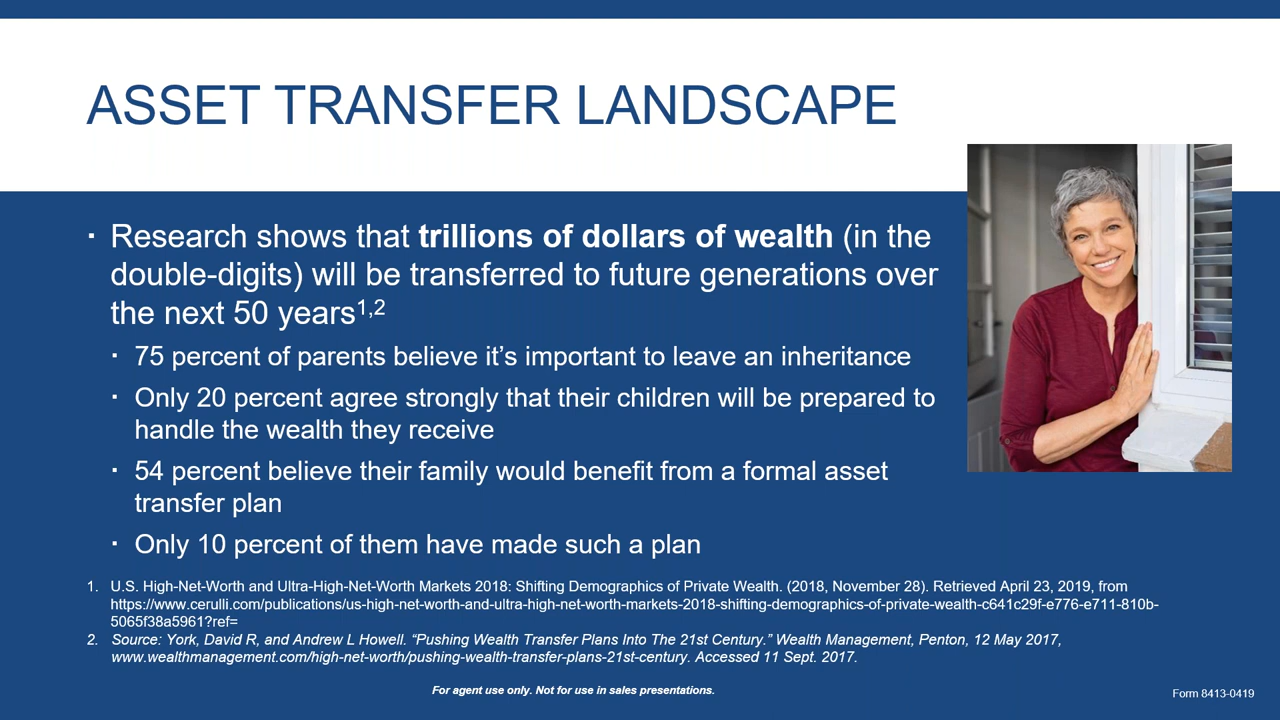 ASSET TRANSFER LANDSCAPE
▪ Research shows that trillions of dollars of wealth (in the
double-digits) will be transferred to future generations over
the next 50 years1,2
▪ 75 percent of parents believe it’s important to leave an inheritance
▪ Only 20 percent agree strongly that their children will be prepared to
handle the wealth they receive
▪ 54 percent believe their family would benefit from a formal asset
transfer plan
▪ Only 10 percent of them have made such a plan
1. U.S. High-Net-Worth and Ultra-High-Net-Worth Markets 2018: Shifting Demographics of Private Wealth. (2018, November 28). Retrieved April 23, 2019, from
https://www.cerulli.com/publications/us-high-net-worth-and-ultra-high-net-worth-markets-2018-shifting-demographics-of-private-wealth-c641c29f-e776-e711-810b-
5065f38a5961?ref=
2. Source: York, David R, and Andrew L Howell. “Pushing Wealth Transfer Plans Into The 21st Century.” Wealth Management, Penton, 12 May 2017,
www.wealthmanagement.com/high-net-worth/pushing-wealth-transfer-plans-21st-century. Accessed 11 Sept. 2017.
For agent use only. Not for use in sales presentations.
Form 8413-0419